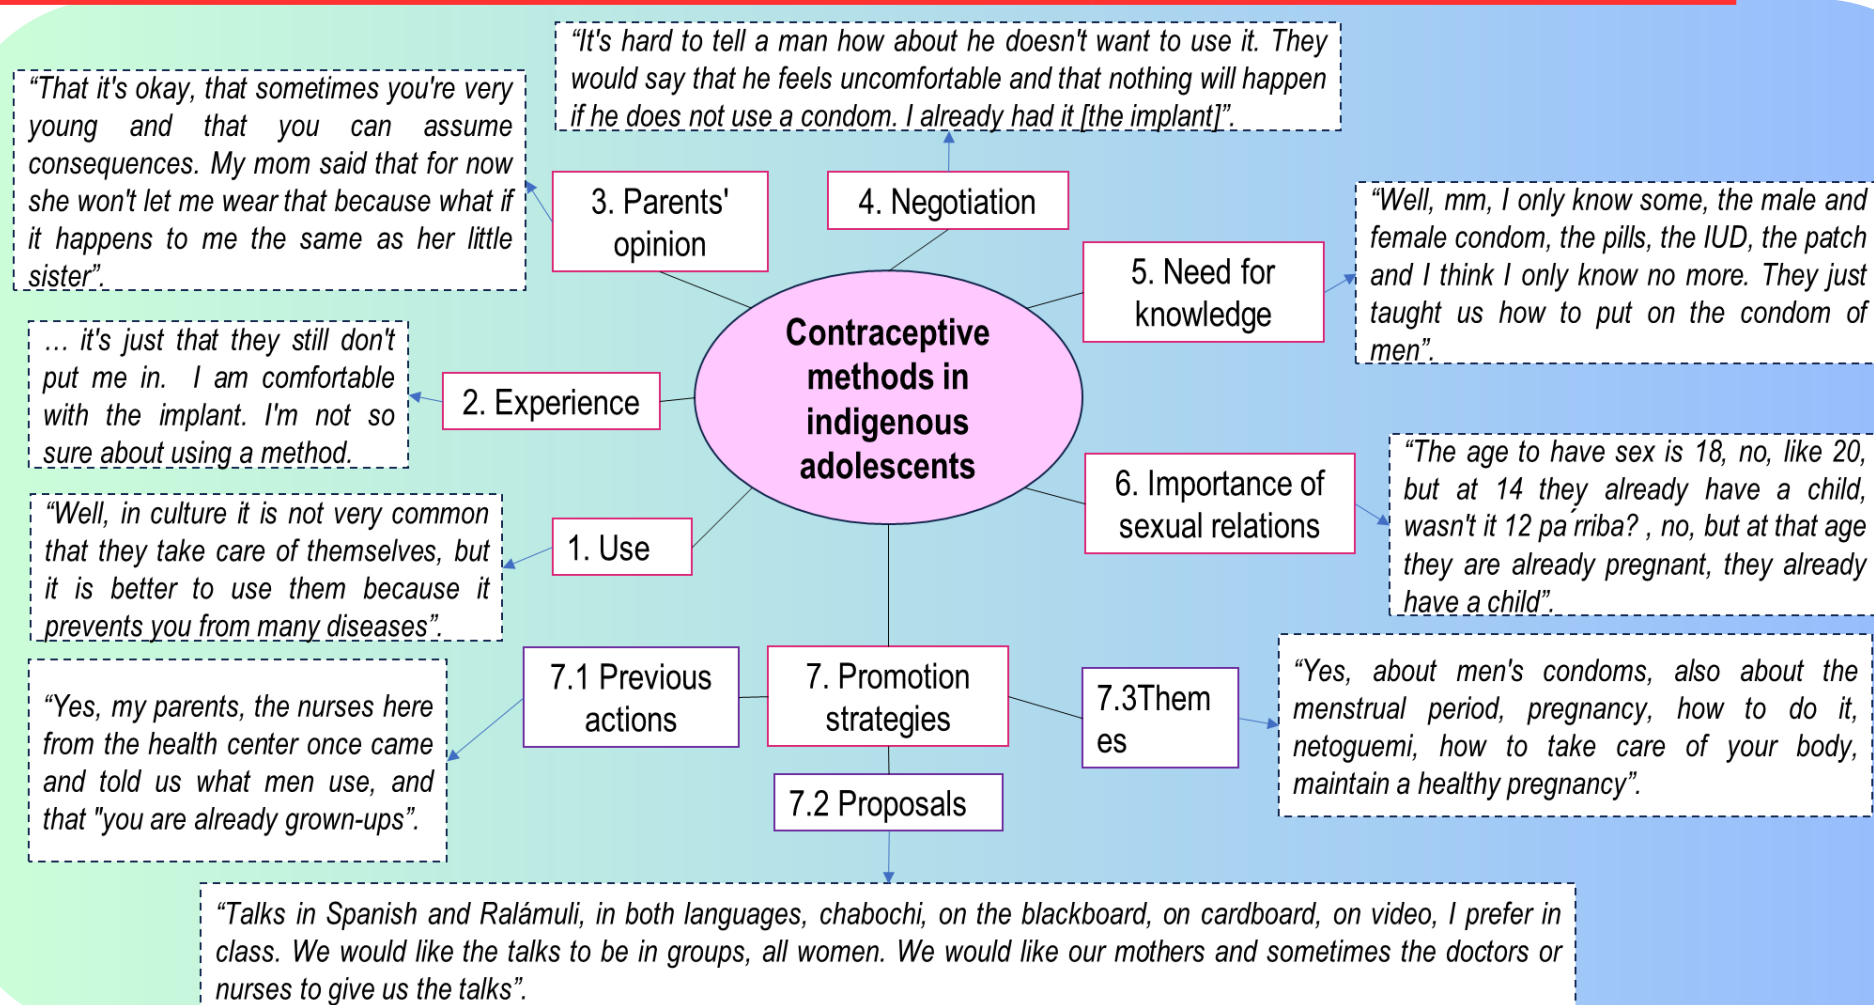 “It's hard to tell a man how about he doesn't want to use it. They
would say that he feels uncomfortable and that nothing will happen
if he does not use a condom. I already had it [the implant]”.
“That it's okay, that sometimes you're very
young and that you can assume
consequences. My mom said that for now
she won't let me wear that because what if
it happens to me the same as her little
sister”.
3. Parents'
opinion
4. Negotiation
“Well, mm, I only know some, the male and
female condom, the pills, the IUD, the patch
and I think I only know no more. They just
taught us how to put on the condom of
men”.
5. Need for
knowledge
Contraceptive
methods in
indigenous
adolescents
… it's just that they still don't
put me in. I am comfortable
with the implant. I'm not so
sure about using a method.
2. Experience
“The age to have sex is 18, no, like 20,
but at 14 they already have a child,
wasn't it 12 pa´rriba? , no, but at that age
they are already pregnant, they already
have a child”.
6. Importance of
sexual relations
“Well, in culture it is not very common
that they take care of themselves, but
it is better to use them because it
prevents you from many diseases”.
1. Use
“Yes, my parents, the nurses here
from the health center once came
and told us what men use, and
that "you are already grown-ups”.
7.1 Previous
actions
7. Promotion
strategies
7.3Them
es
“Yes, about men's condoms, also about the
menstrual period, pregnancy, how to do it,
netoguemi, how to take care of your body,
maintain a healthy pregnancy”.
7.2 Proposals
“Talks in Spanish and Ralámuli, in both languages, chabochi, on the blackboard, on cardboard, on video, I prefer in
class. We would like the talks to be in groups, all women. We would like our mothers and sometimes the doctors or
nurses to give us the talks”.